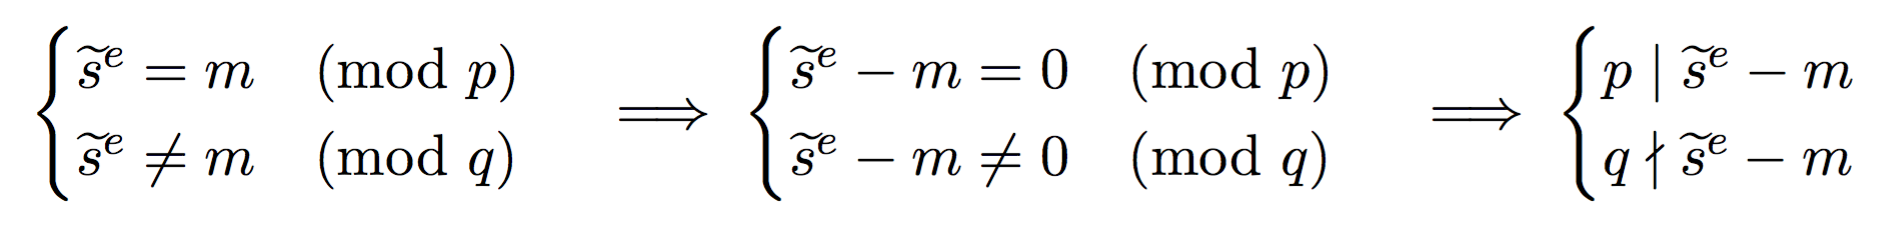 s̃ᵉ = m (mod p) ⟹ s̃ᵉ − m = 0 (mod p) ⟹ p | s̃ᵉ − m
s̃ᵉ ≠ m (mod q) s̃ᵉ − m ≠ 0 (mod q) q ∤ s̃ᵉ − m